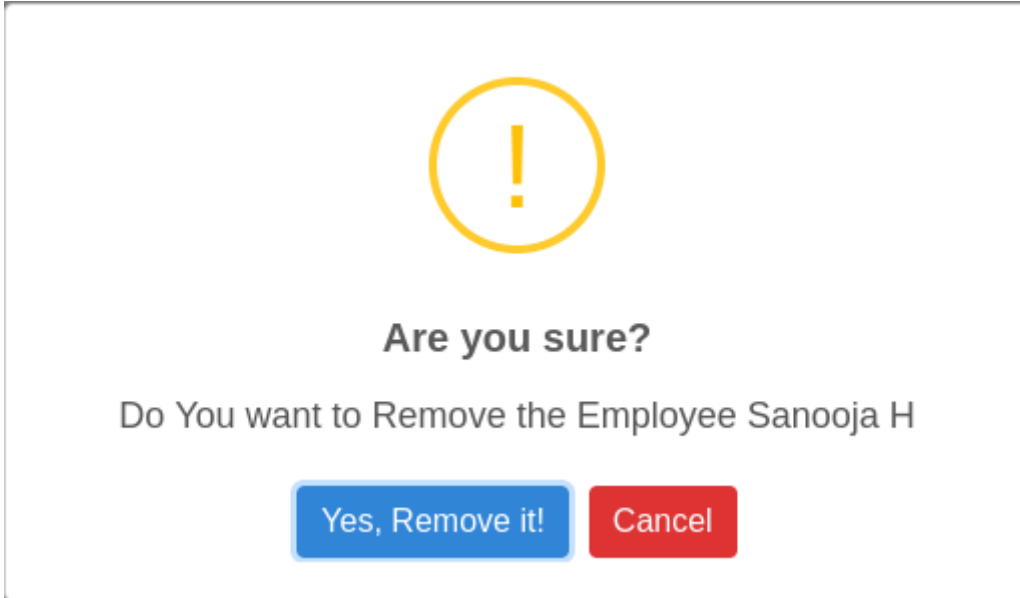 !
Are you sure?
Do You want to Remove the Employee Sanooja H
Yes, Remove it!
Cancel